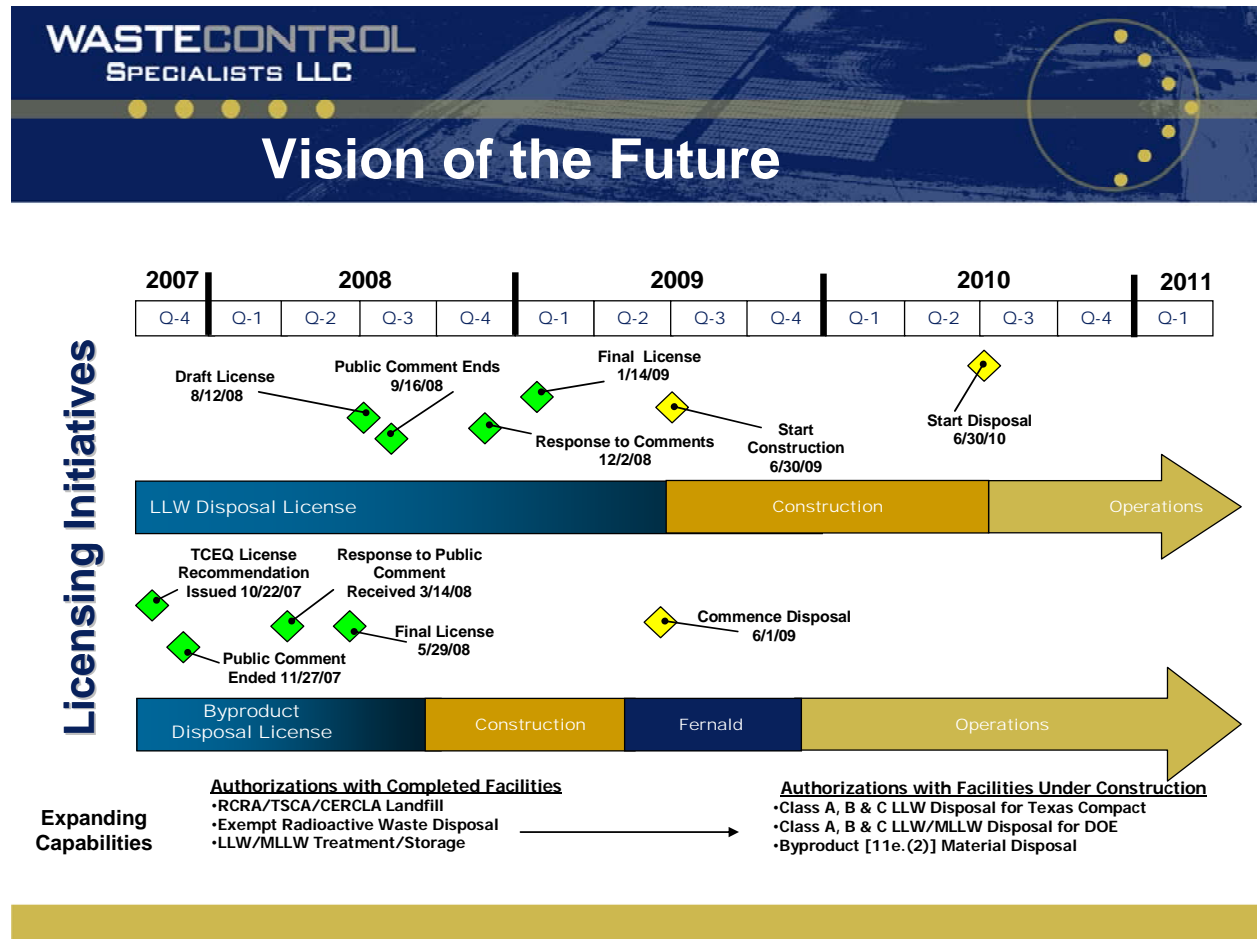 WASTECONTROL
SPECIALISTS LLC
Vision of the Future
2007 2008 2009 2010 2011
Q-4 Q-1 Q-2 Q-3 Q-4 Q-1 Q-2 Q-3 Q-4 Q-1 Q-2 Q-3 Q-4 Q-1
Licensing Initiatives
Draft License
8/12/08
Public Comment Ends
9/16/08
Final License
1/14/09
Response to Comments
12/2/08
Start
Construction
6/30/09
Start Disposal
6/30/10
LLW Disposal License
Construction
Operations
TCEQ License
Recommendation
Issued 10/22/07
Response to Public
Comment
Received 3/14/08
Public Comment
Ended 11/27/07
Final License
5/29/08
Commence Disposal
6/1/09
Byproduct
Disposal License
Construction
Fernald
Operations
Expanding
Capabilities
Authorizations with Completed Facilities
•RCRA/TSCA/CERCLA Landfill
•Exempt Radioactive Waste Disposal
•LLW/MLLW Treatment/Storage
Authorizations with Facilities Under Construction
•Class A, B & C LLW Disposal for Texas Compact
•Class A, B & C LLW/MLLW Disposal for DOE
•Byproduct [11e.(2)] Material Disposal